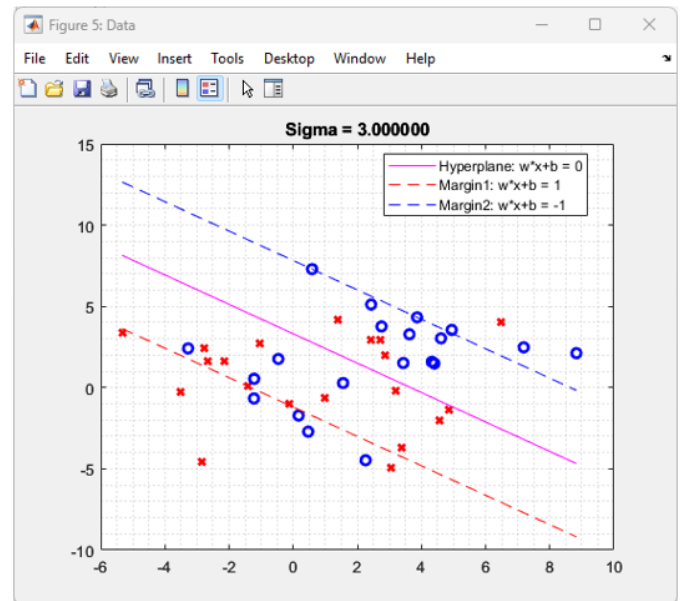 Figure 5: Data
File Edit View Insert Tools Desktop Window Help
Sigma = 3.000000
Hyperplane: w*x+b = 0
Margin1: w*x+b = 1
Margin2: w*x+b = -1
15
10
5
0
-5
-10
-6 -4 -2 0 2 4 6 8 10